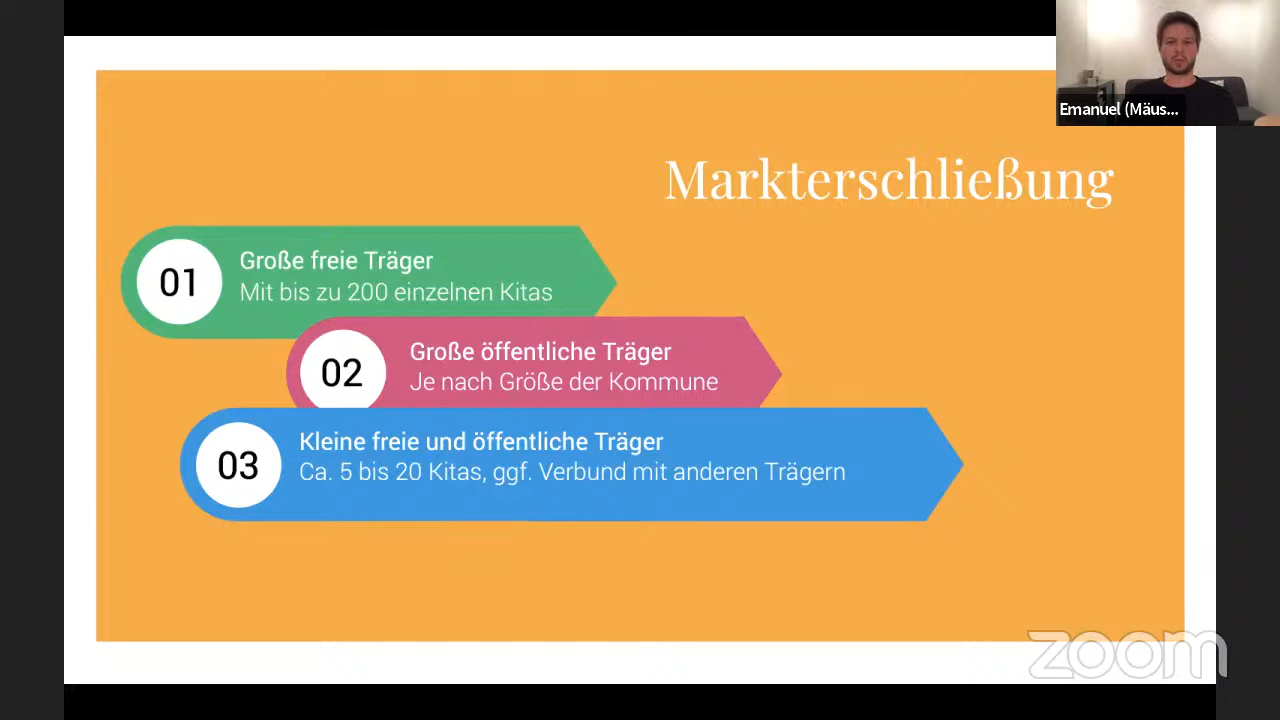 Emanuel (Mäus...
Markterschließung
01
Große freie Träger
Mit bis zu 200 einzelnen Kitas
02
Große öffentliche Träger
Je nach Größe der Kommune
03
Kleine freie und öffentliche Träger
Ca. 5 bis 20 Kitas, ggf. Verbund mit anderen Trägern
zoom